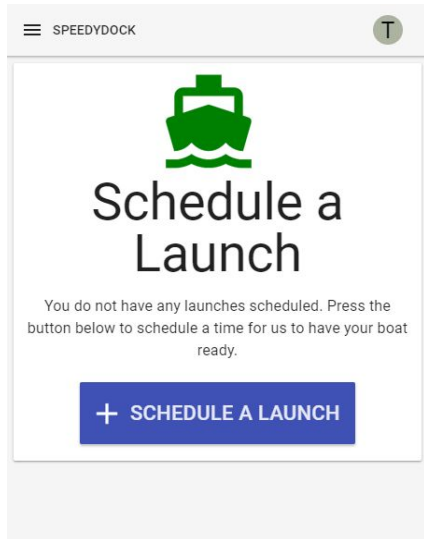 SPEEDYDOCK
T
Schedule a
Launch
You do not have any launches scheduled. Press the
button below to schedule a time for us to have your boat
ready.
+ SCHEDULE A LAUNCH